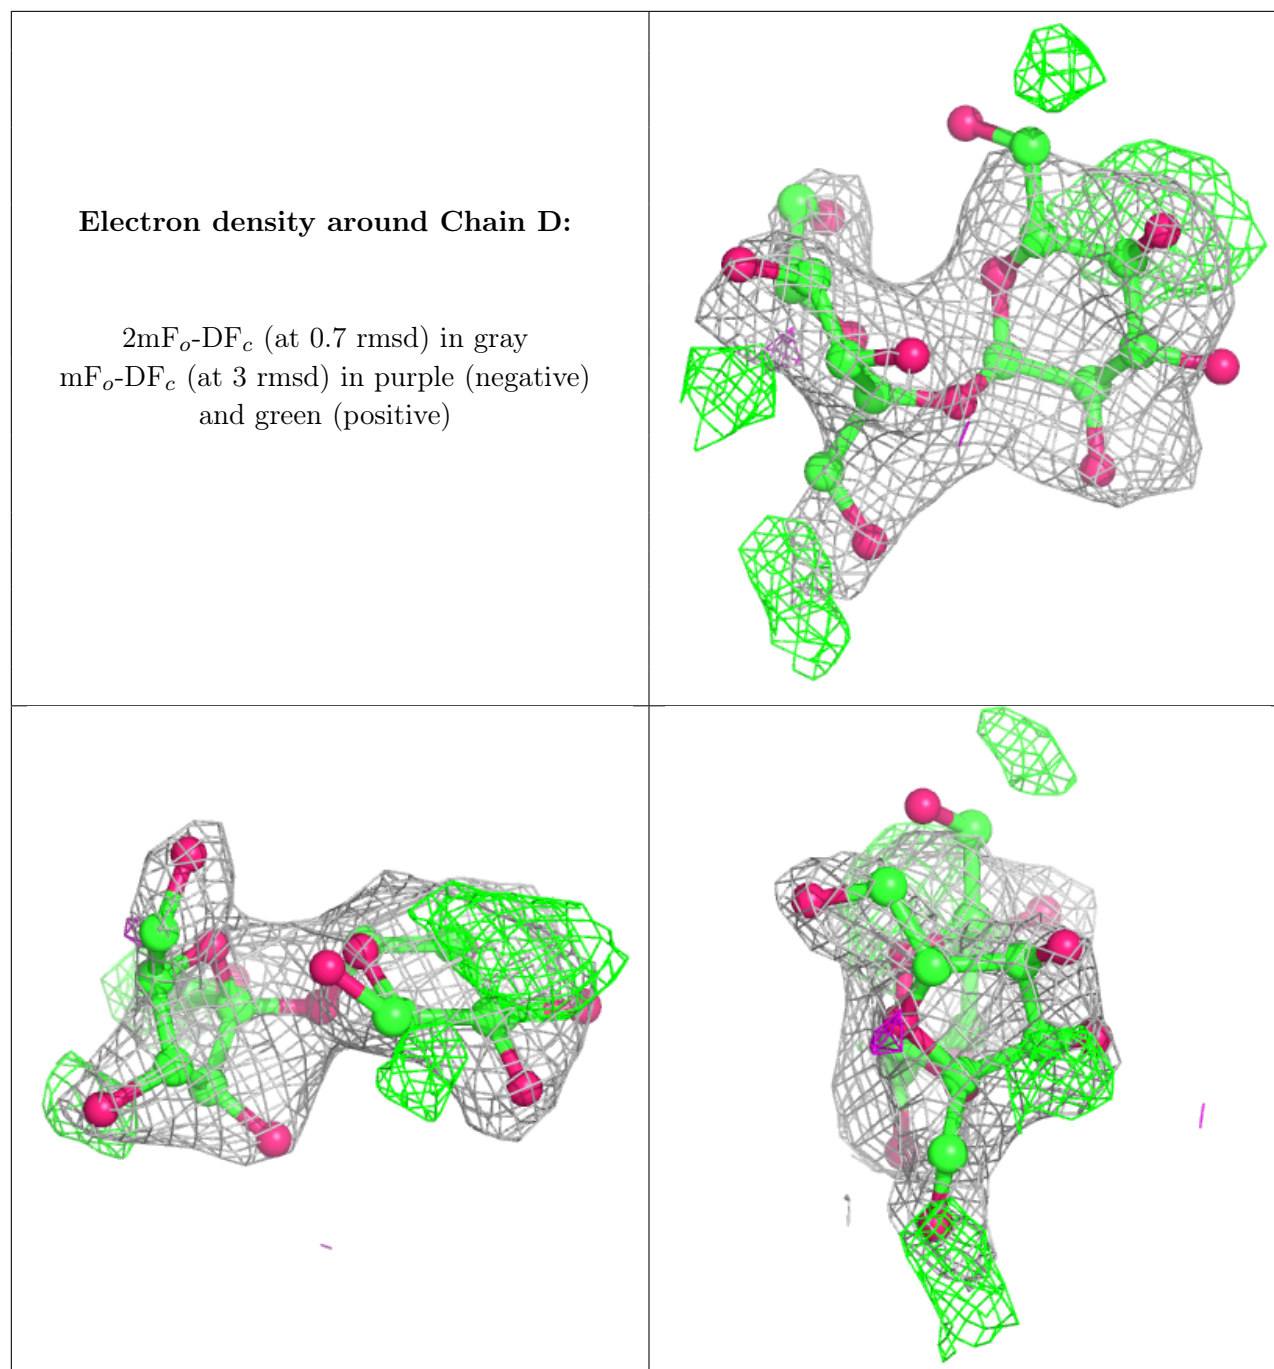 Electron density around Chain D:
2mFₒ-DF𝑐 (at 0.7 rmsd) in gray
mFₒ-DF𝑐 (at 3 rmsd) in purple (negative)
and green (positive)